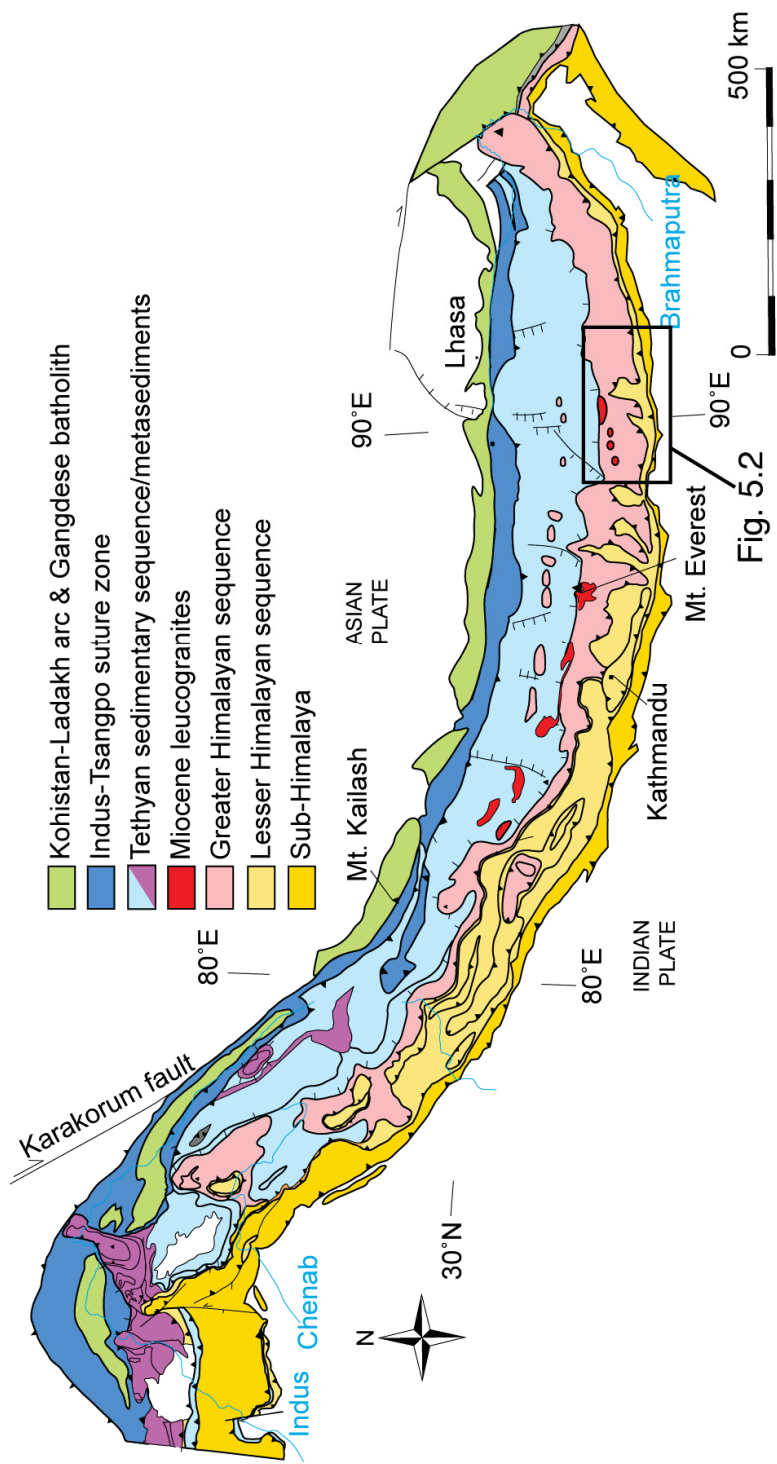 Kohistan-Ladakh arc & Gangdese batholith
Indus-Tsangpo suture zone
Tethyan sedimentary sequence/metasediments
Miocene leucogranites
Greater Himalayan sequence
Lesser Himalayan sequence
Sub-Himalaya
Karakorum fault
80°E
Mt. Kailash
ASIAN
PLATE
90°E
Lhasa
N
Indus
Chenab
30°N
80°E
INDIAN
PLATE
Kathmandu
Mt. Everest
Fig. 5.2
90°E
Brahmaputra
0
500 km